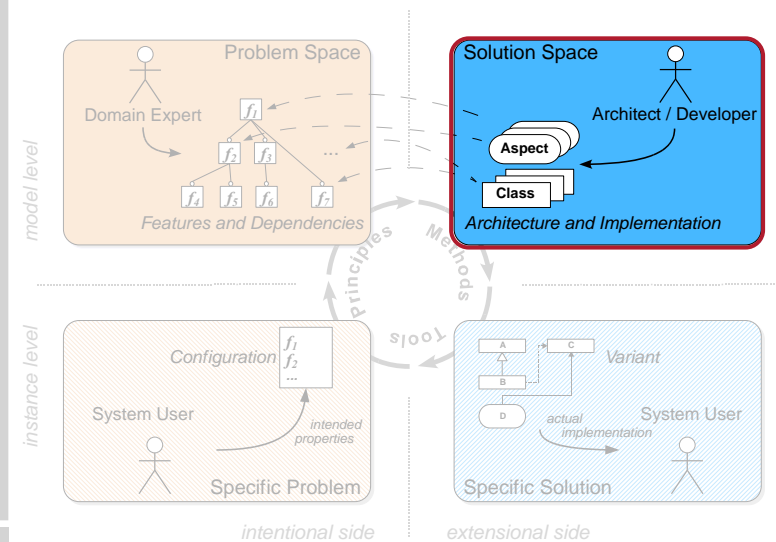 Problem Space
Domain Expert
f1
f2
f3
...
f4
f5
f6
f7
Features and Dependencies
Solution Space
Architect / Developer
Aspect
Class
Architecture and Implementation
model level
Principles
Methods
Tools
instance level
Configuration
f1
f2
...
System User
intended
properties
Specific Problem
A
C
B
D
Variant
actual
implementation
System User
Specific Solution
intentional side
extensional side